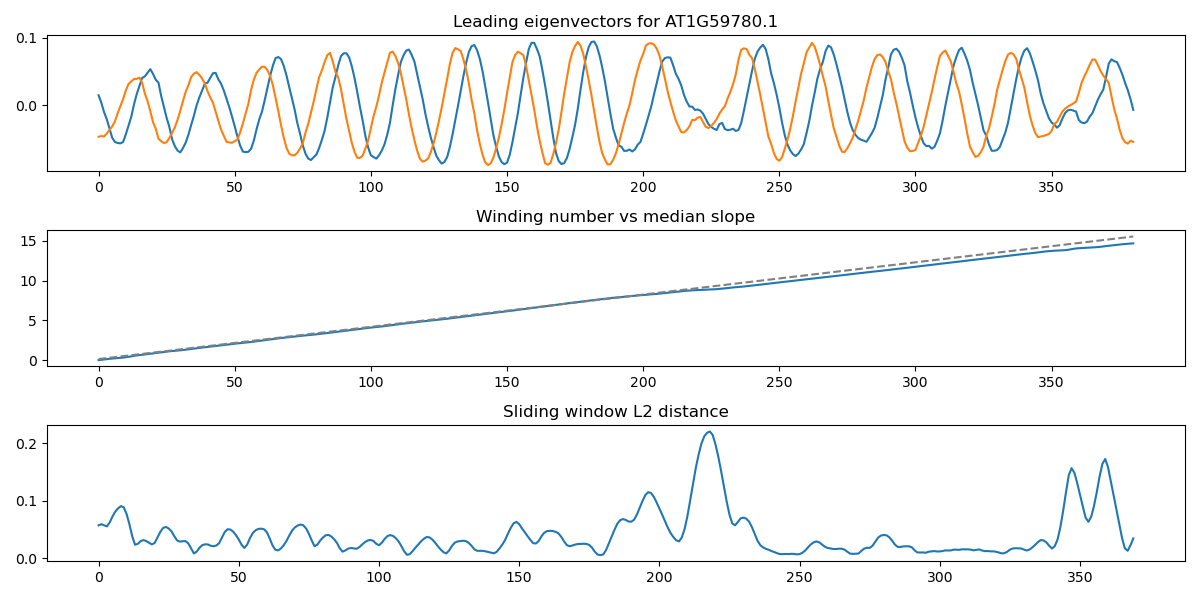 Leading eigenvectors for AT1G59780.1
0.1
0.0
0 50 100 150 200 250 300 350
Winding number vs median slope
15
10
5
0
0 50 100 150 200 250 300 350
Sliding window L2 distance
0.2
0.1
0.0
0 50 100 150 200 250 300 350